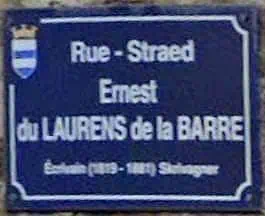 Rue - Straed
Ernest
du LAURENS de la BARRE
Écrivain (1819 - 1881) Skrivagner